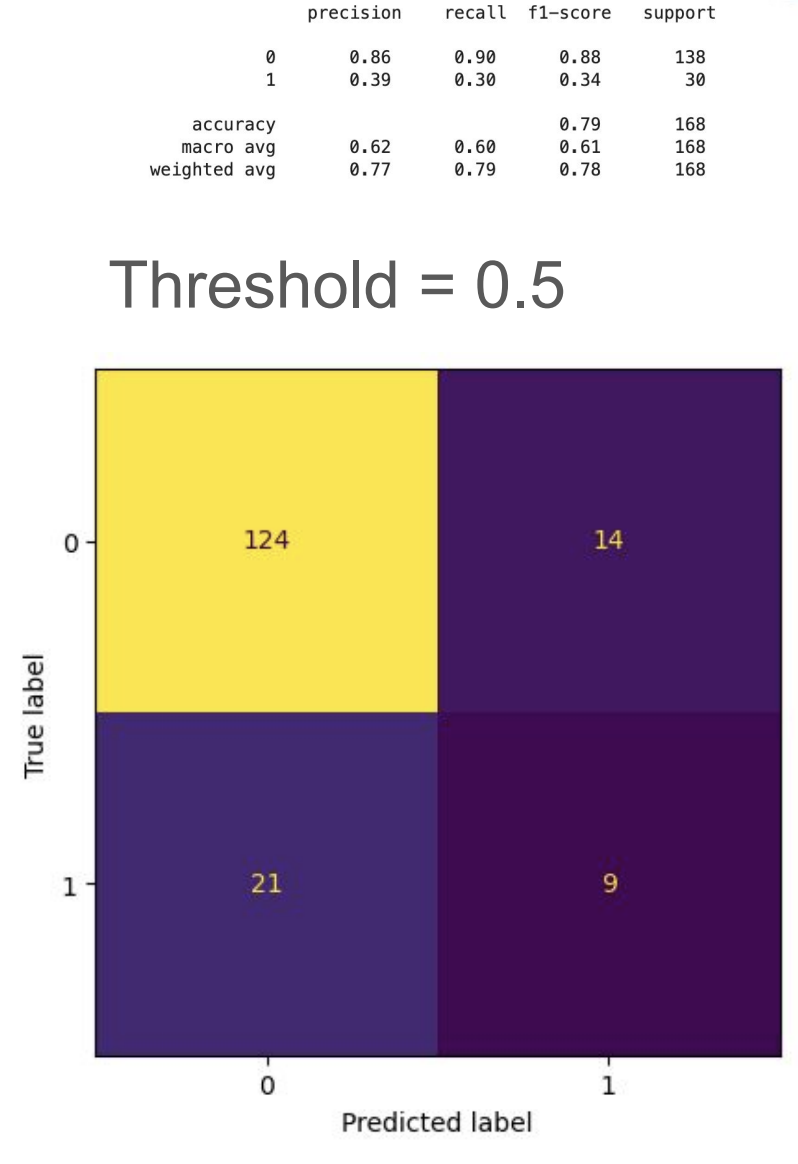 precision recall f1-score support
0 0.86 0.90 0.88 138
1 0.39 0.30 0.34 30
accuracy 0.79 168
macro avg 0.62 0.60 0.61 168
weighted avg 0.77 0.79 0.78 168
Threshold = 0.5
0 124 14
True label
1 21 9
0 1
Predicted label